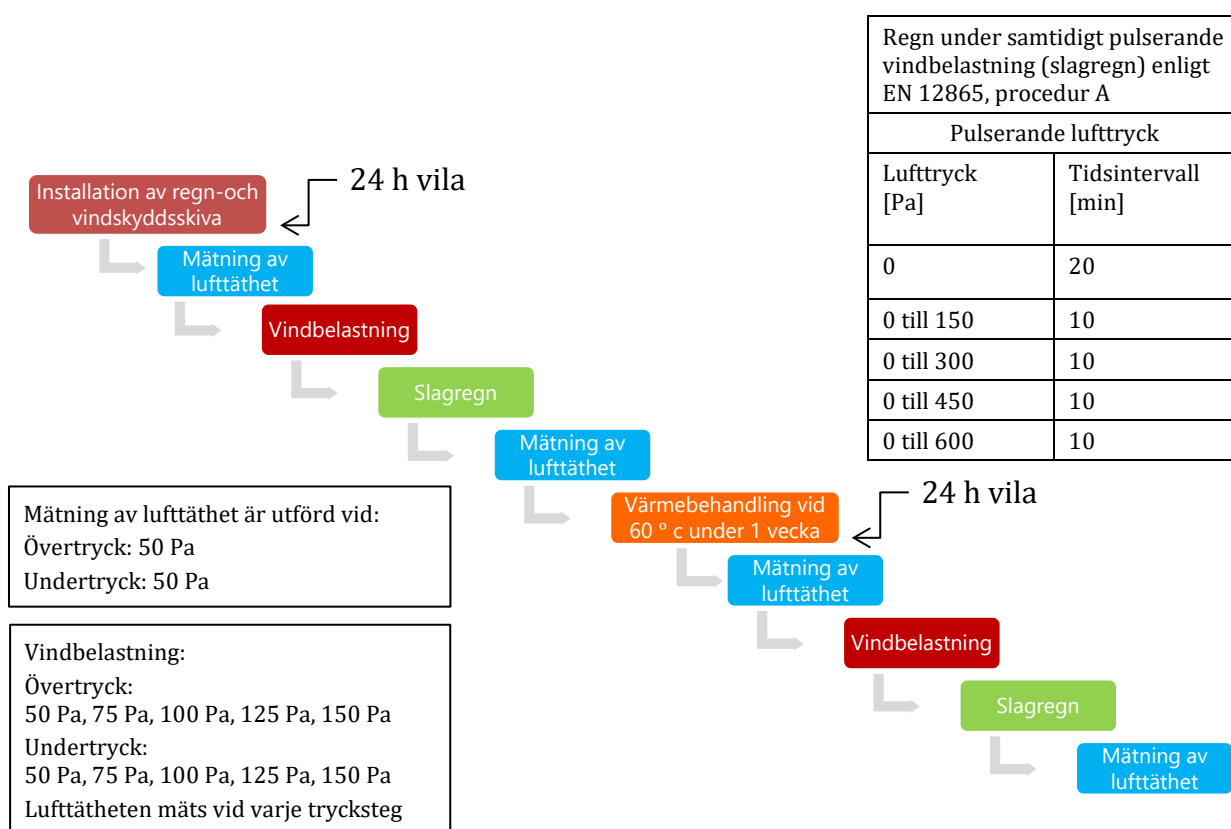 Regn under samtidigt pulserande
vindbelastning (slagregn) enligt
EN 12865, procedur A
Pulserande lufttryck
Lufttryck
[Pa]
Tidsintervall
[min]
0
20
0 till 150
10
0 till 300
10
0 till 450
10
0 till 600
10
24 h vila
Installation av regn-och
vindskyddsskiva
Mätning av
lufttäthet
Vindbelastning
Slagregn
Mätning av
lufttäthet
24 h vila
Värmebehandling vid
60 ° c under 1 vecka
Mätning av
lufttäthet
Vindbelastning
Slagregn
Mätning av
lufttäthet
Mätning av lufttäthet är utförd vid:
Övertryck: 50 Pa
Undertryck: 50 Pa
Vindbelastning:
Övertryck:
50 Pa, 75 Pa, 100 Pa, 125 Pa, 150 Pa
Undertryck:
50 Pa, 75 Pa, 100 Pa, 125 Pa, 150 Pa
Lufttätheten mäts vid varje trycksteg